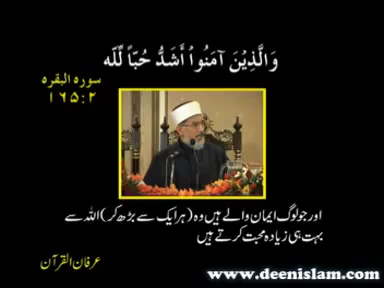 وَالَّذِيْنَ آمَنُواْ أَشَدُّ حُبّاً لِّلّه
سورہ البقرہ
۱۶۵:۲
اور جو لوگ ایمان والے ہیں وہ (ہر ایک سے بڑھ کر) اللہ سے
بہت ہی زیادہ محبت کرتے ہیں
عرفان القرآن
www.deenislam.com